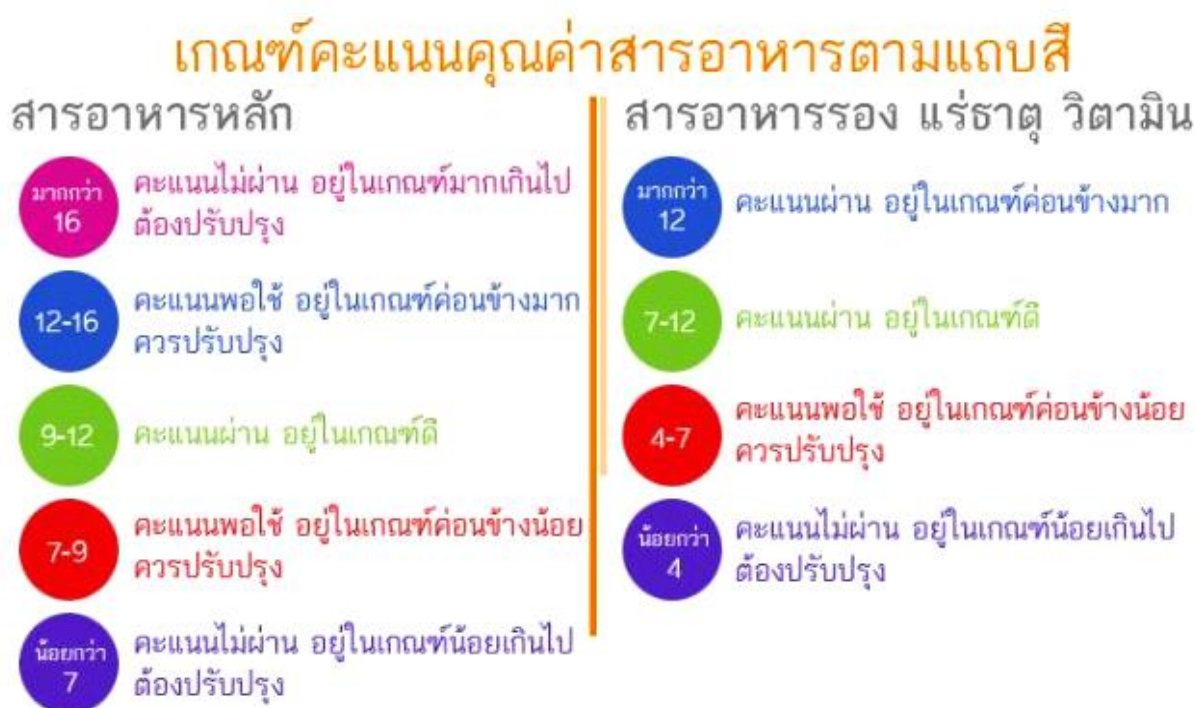 เกณฑ์คะแนนคุณค่าสารอาหารตามแถบสี
สารอาหารหลัก
มากกว่า
16
คะแนนไม่ผ่าน อยู่ในเกณฑ์มากเกินไป
ต้องปรับปรุง
12-16
คะแนนพอใช้ อยู่ในเกณฑ์ค่อนข้างมาก
ควรปรับปรุง
9-12
คะแนนผ่าน อยู่ในเกณฑ์ดี
7-9
คะแนนพอใช้ อยู่ในเกณฑ์ค่อนข้างน้อย
ควรปรับปรุง
น้อยกว่า
7
คะแนนไม่ผ่าน อยู่ในเกณฑ์น้อยเกินไป
ต้องปรับปรุง
สารอาหารรอง แร่ธาตุ วิตามิน
มากกว่า
12
คะแนนผ่าน อยู่ในเกณฑ์ค่อนข้างมาก
7-12
คะแนนผ่าน อยู่ในเกณฑ์ดี
4-7
คะแนนพอใช้ อยู่ในเกณฑ์ค่อนข้างน้อย
ควรปรับปรุง
น้อยกว่า
4
คะแนนไม่ผ่าน อยู่ในเกณฑ์น้อยเกินไป
ต้องปรับปรุง